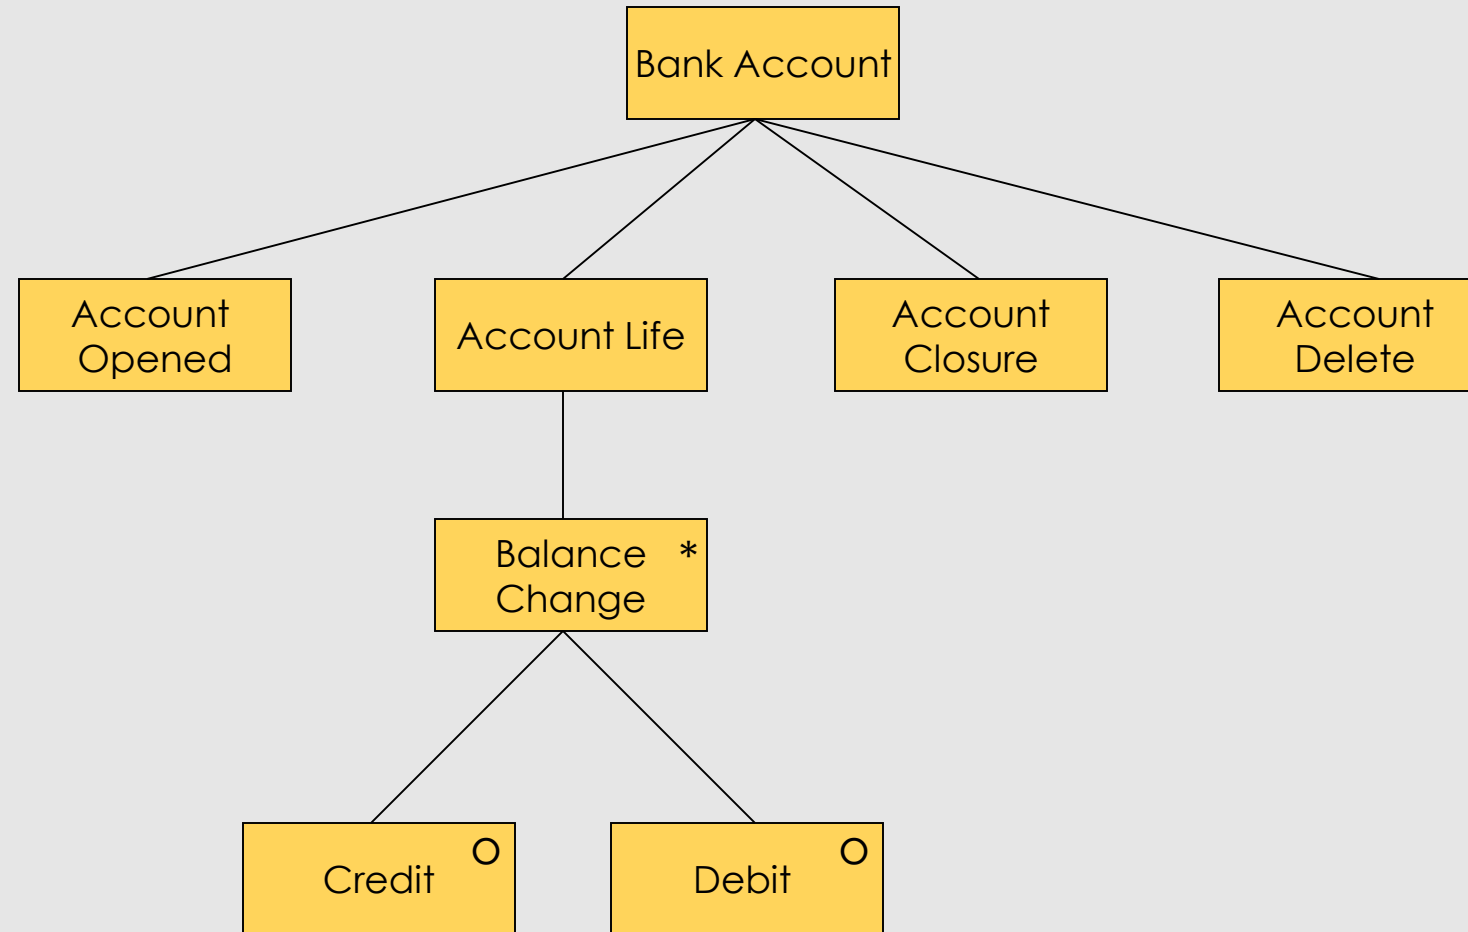 Bank Account
Account
Opened
Account Life
Account
Closure
Account
Delete
Balance *
Change
O
Credit
O
Debit